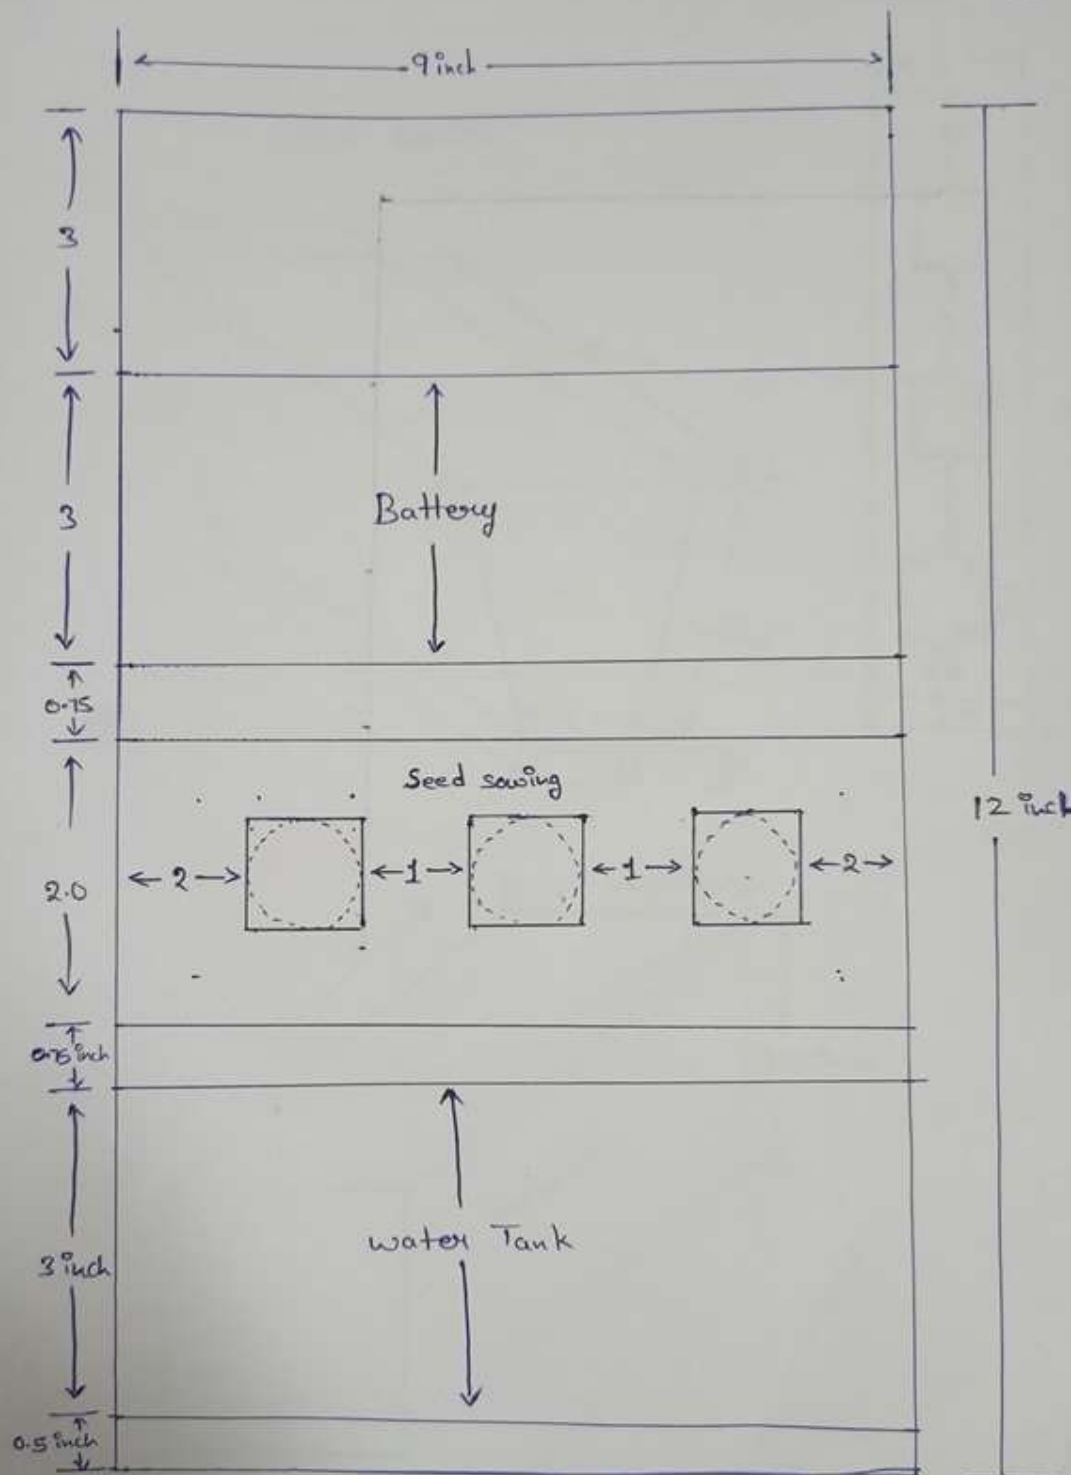 9 inch
3
3
Battery
0.75
Seed sowing
12 inch
2.0
2
1
1
2
0.75 inch
3 inch
water Tank
0.5 inch